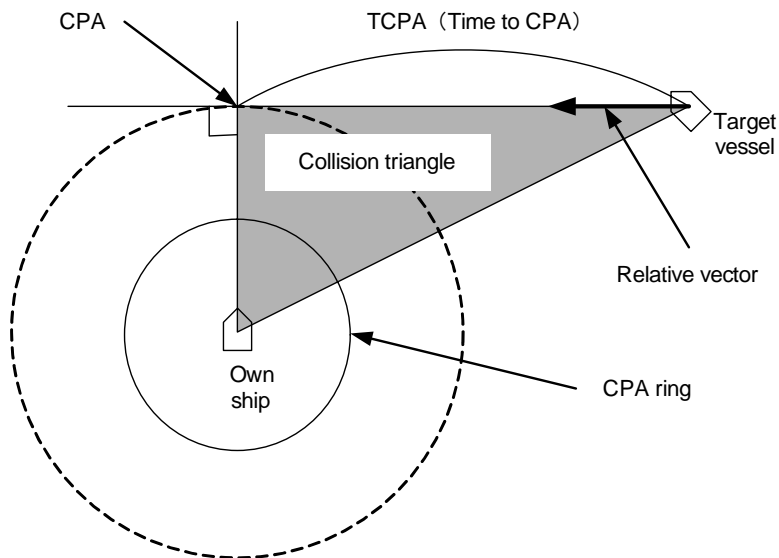 CPA
TCPA（Time to CPA）
Target
vessel
Collision triangle
Relative vector
Own
ship
CPA ring